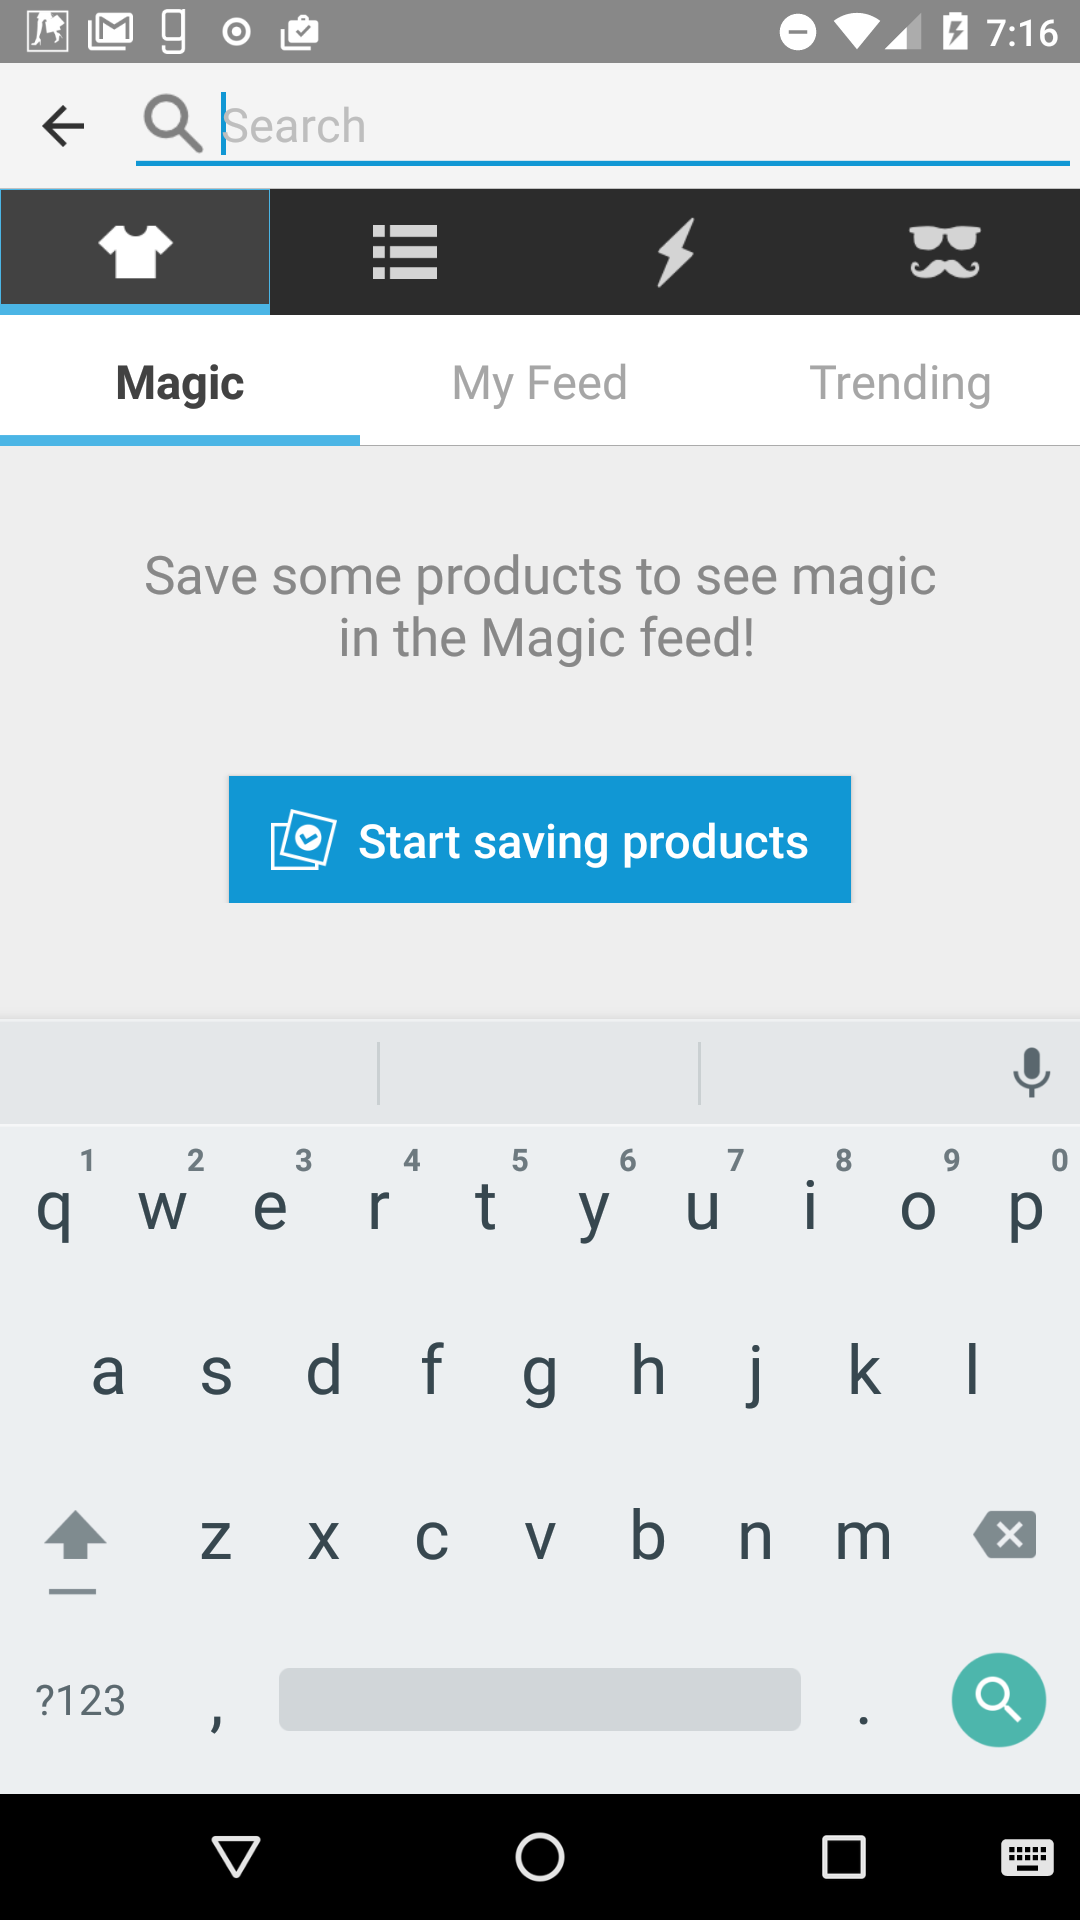 7:16
Search
Magic My Feed Trending
Save some products to see magic
in the Magic feed!
Start saving products
1 2 3 4 5 6 7 8 9 0
q w e r t y u i o p
a s d f g h j k l
z x c v b n m
?123 , .